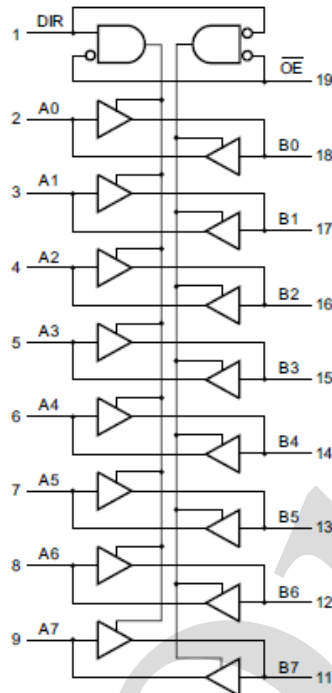 1 DIR
OE 19
2 A0
B0 18
3 A1
B1 17
4 A2
B2 16
5 A3
B3 15
6 A4
B4 14
7 A5
B5 13
8 A6
B6 12
9 A7
B7 11